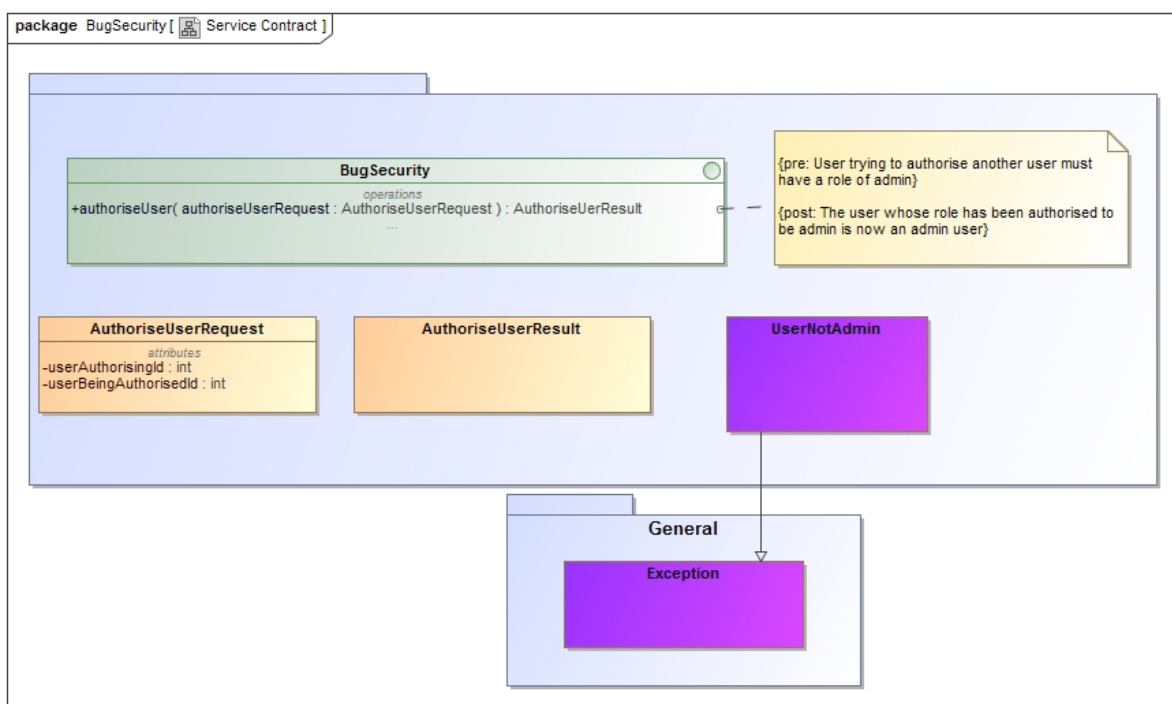 package BugSecurity [ Service Contract ]
BugSecurity
operations
+authoriseUser( authoriseUserRequest : AuthoriseUserRequest ) : AuthoriseUerResult
...
{pre: User trying to authorise another user must
have a role of admin}
{post: The user whose role has been authorised to
be admin is now an admin user}
AuthoriseUserRequest
attributes
-userAuthorisingId : int
-userBeingAuthorisedId : int
AuthoriseUserResult
UserNotAdmin
General
Exception